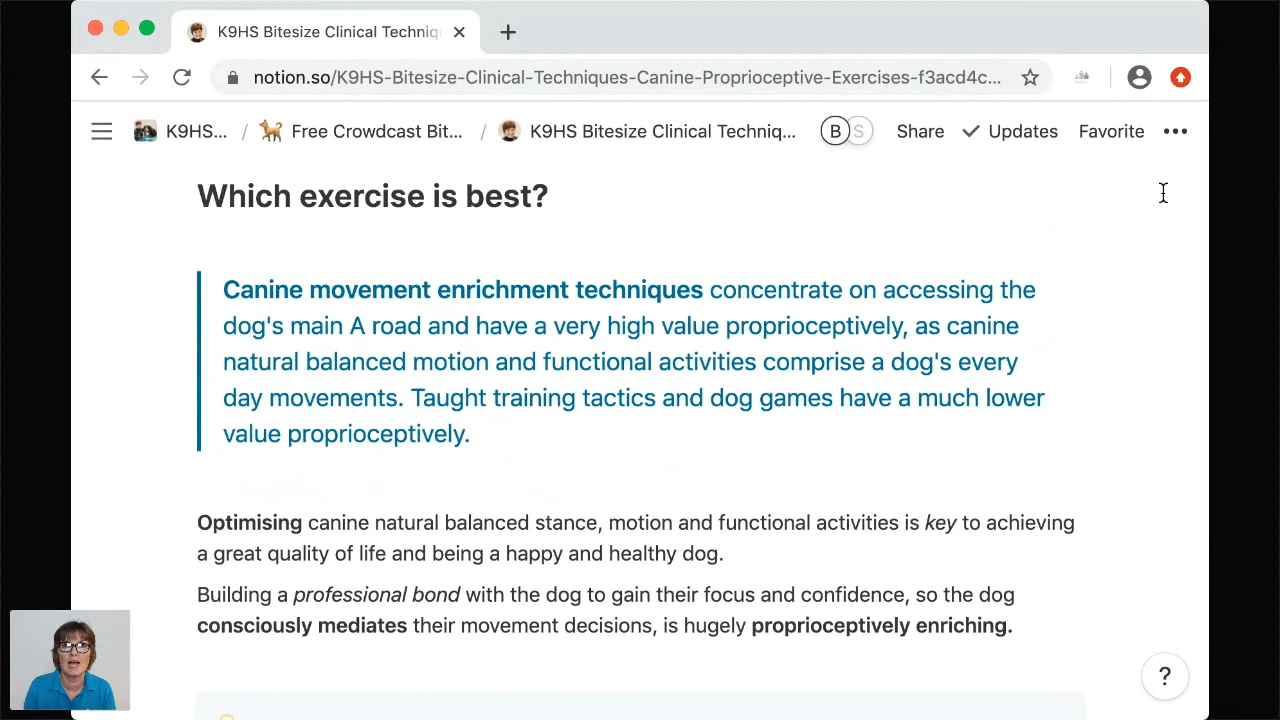 K9HS Bitesize Clinical Techniq
notion.so/K9HS-Bitesize-Clinical-Techniques-Canine-Proprioceptive-Exercises-f3acd4c...
K9HS... / Free Crowdcast Bit... / K9HS Bitesize Clinical Techniq... B S Share Updates Favorite
Which exercise is best?
Canine movement enrichment techniques concentrate on accessing the
dog's main A road and have a very high value proprioceptively, as canine
natural balanced motion and functional activities comprise a dog's every
day movements. Taught training tactics and dog games have a much lower
value proprioceptively.
Optimising canine natural balanced stance, motion and functional activities is key to achieving
a great quality of life and being a happy and healthy dog.
Building a professional bond with the dog to gain their focus and confidence, so the dog
consciously mediates their movement decisions, is hugely proprioceptively enriching.
?